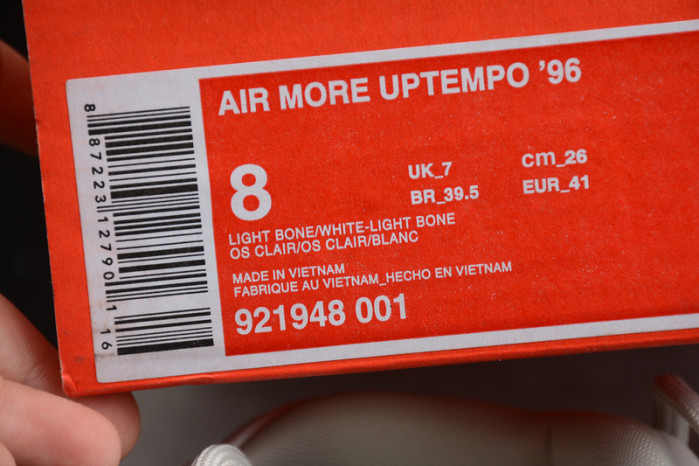 AIR MORE UPTEMPO '96
8
UK_7
cm_26
BR_39.5
EUR_41
LIGHT BONE/WHITE-LIGHT BONE
OS CLAIR/OS CLAIR/BLANC
MADE IN VIETNAM
FABRIQUE AU VIETNAM_HECHO EN VIETNAM
921948 001
8 87223 12790 1 16